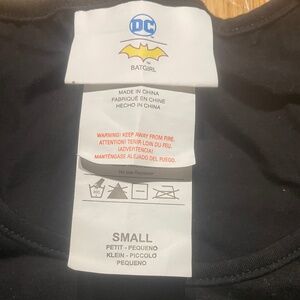 DC
BATGIRL
MADE IN CHINA
FABRIQUÉ EN CHINE
HECHO EN CHINA
WARNING! KEEP AWAY FROM FIRE.
ATTENTION! TENIR LOIN DU FEU.
¡ADVERTENCIA!
MANTÉNGASE ALEJADO DEL FUEGO.
SMALL
PETIT - PEQUENO
KLEIN - PICCOLO
PEQUENO